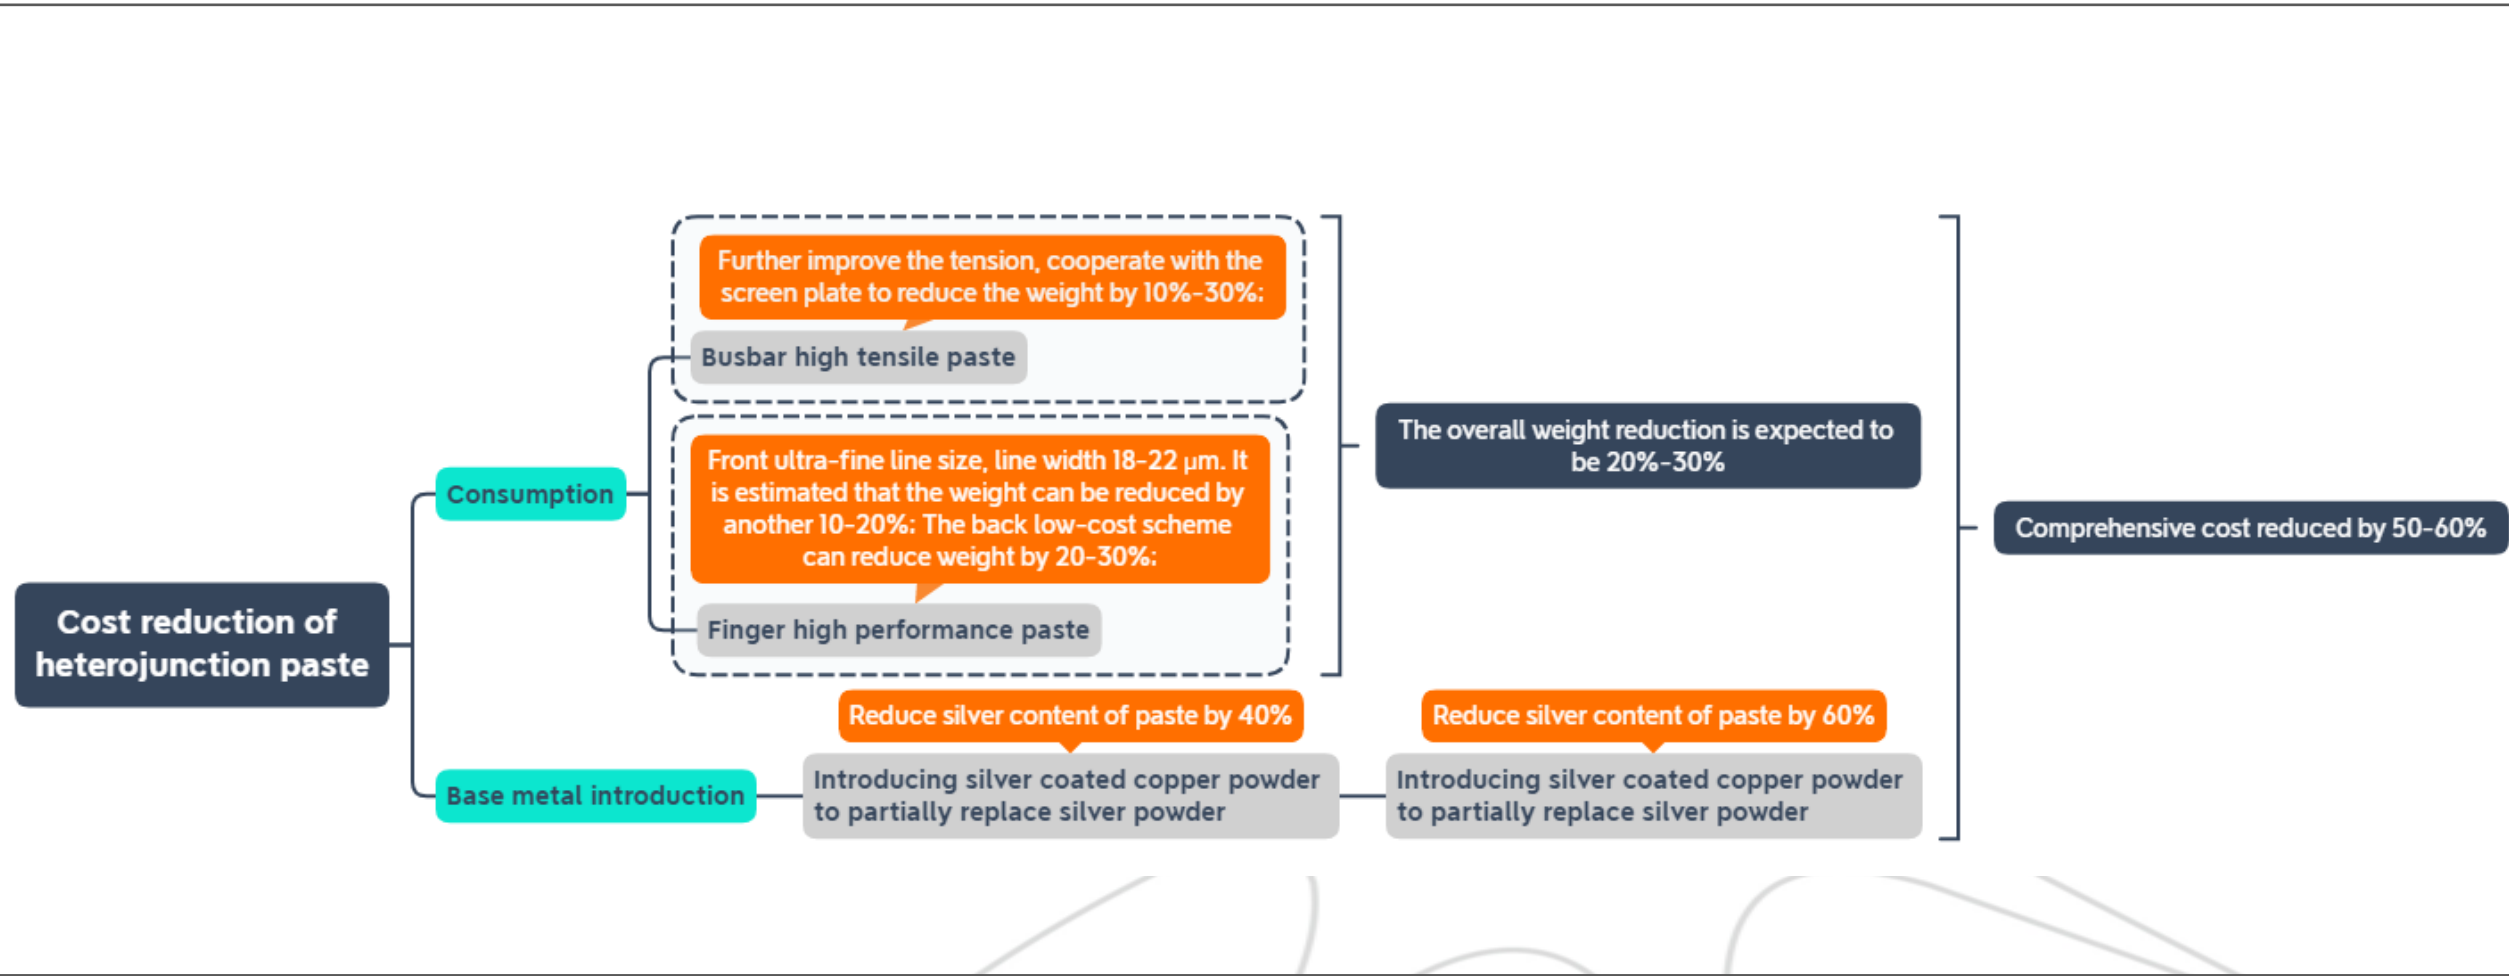 Cost reduction of
heterojunction paste
Consumption
Further improve the tension, cooperate with the
screen plate to reduce the weight by 10%-30%:
Busbar high tensile paste
Front ultra-fine line size, line width 18-22 μm. It
is estimated that the weight can be reduced by
another 10-20%: The back low-cost scheme
can reduce weight by 20-30%:
Finger high performance paste
The overall weight reduction is expected to
be 20%-30%
Base metal introduction
Reduce silver content of paste by 40%
Introducing silver coated copper powder
to partially replace silver powder
Reduce silver content of paste by 60%
Introducing silver coated copper powder
to partially replace silver powder
Comprehensive cost reduced by 50-60%